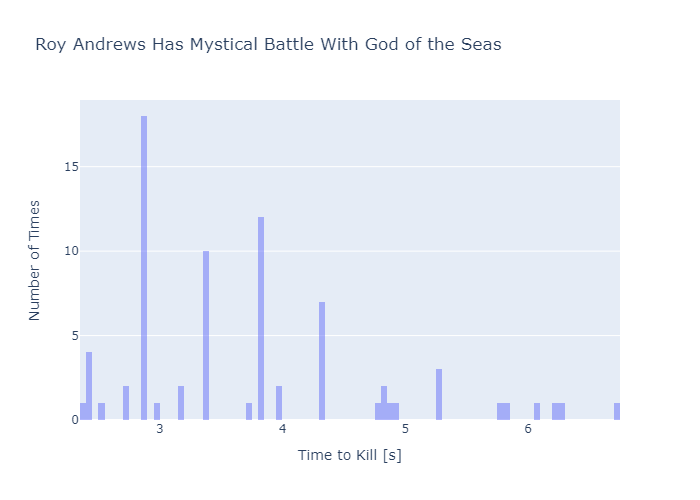 Roy Andrews Has Mystical Battle With God of the Seas
Number of Times
15
10
5
0
3 4 5 6
Time to Kill [s]